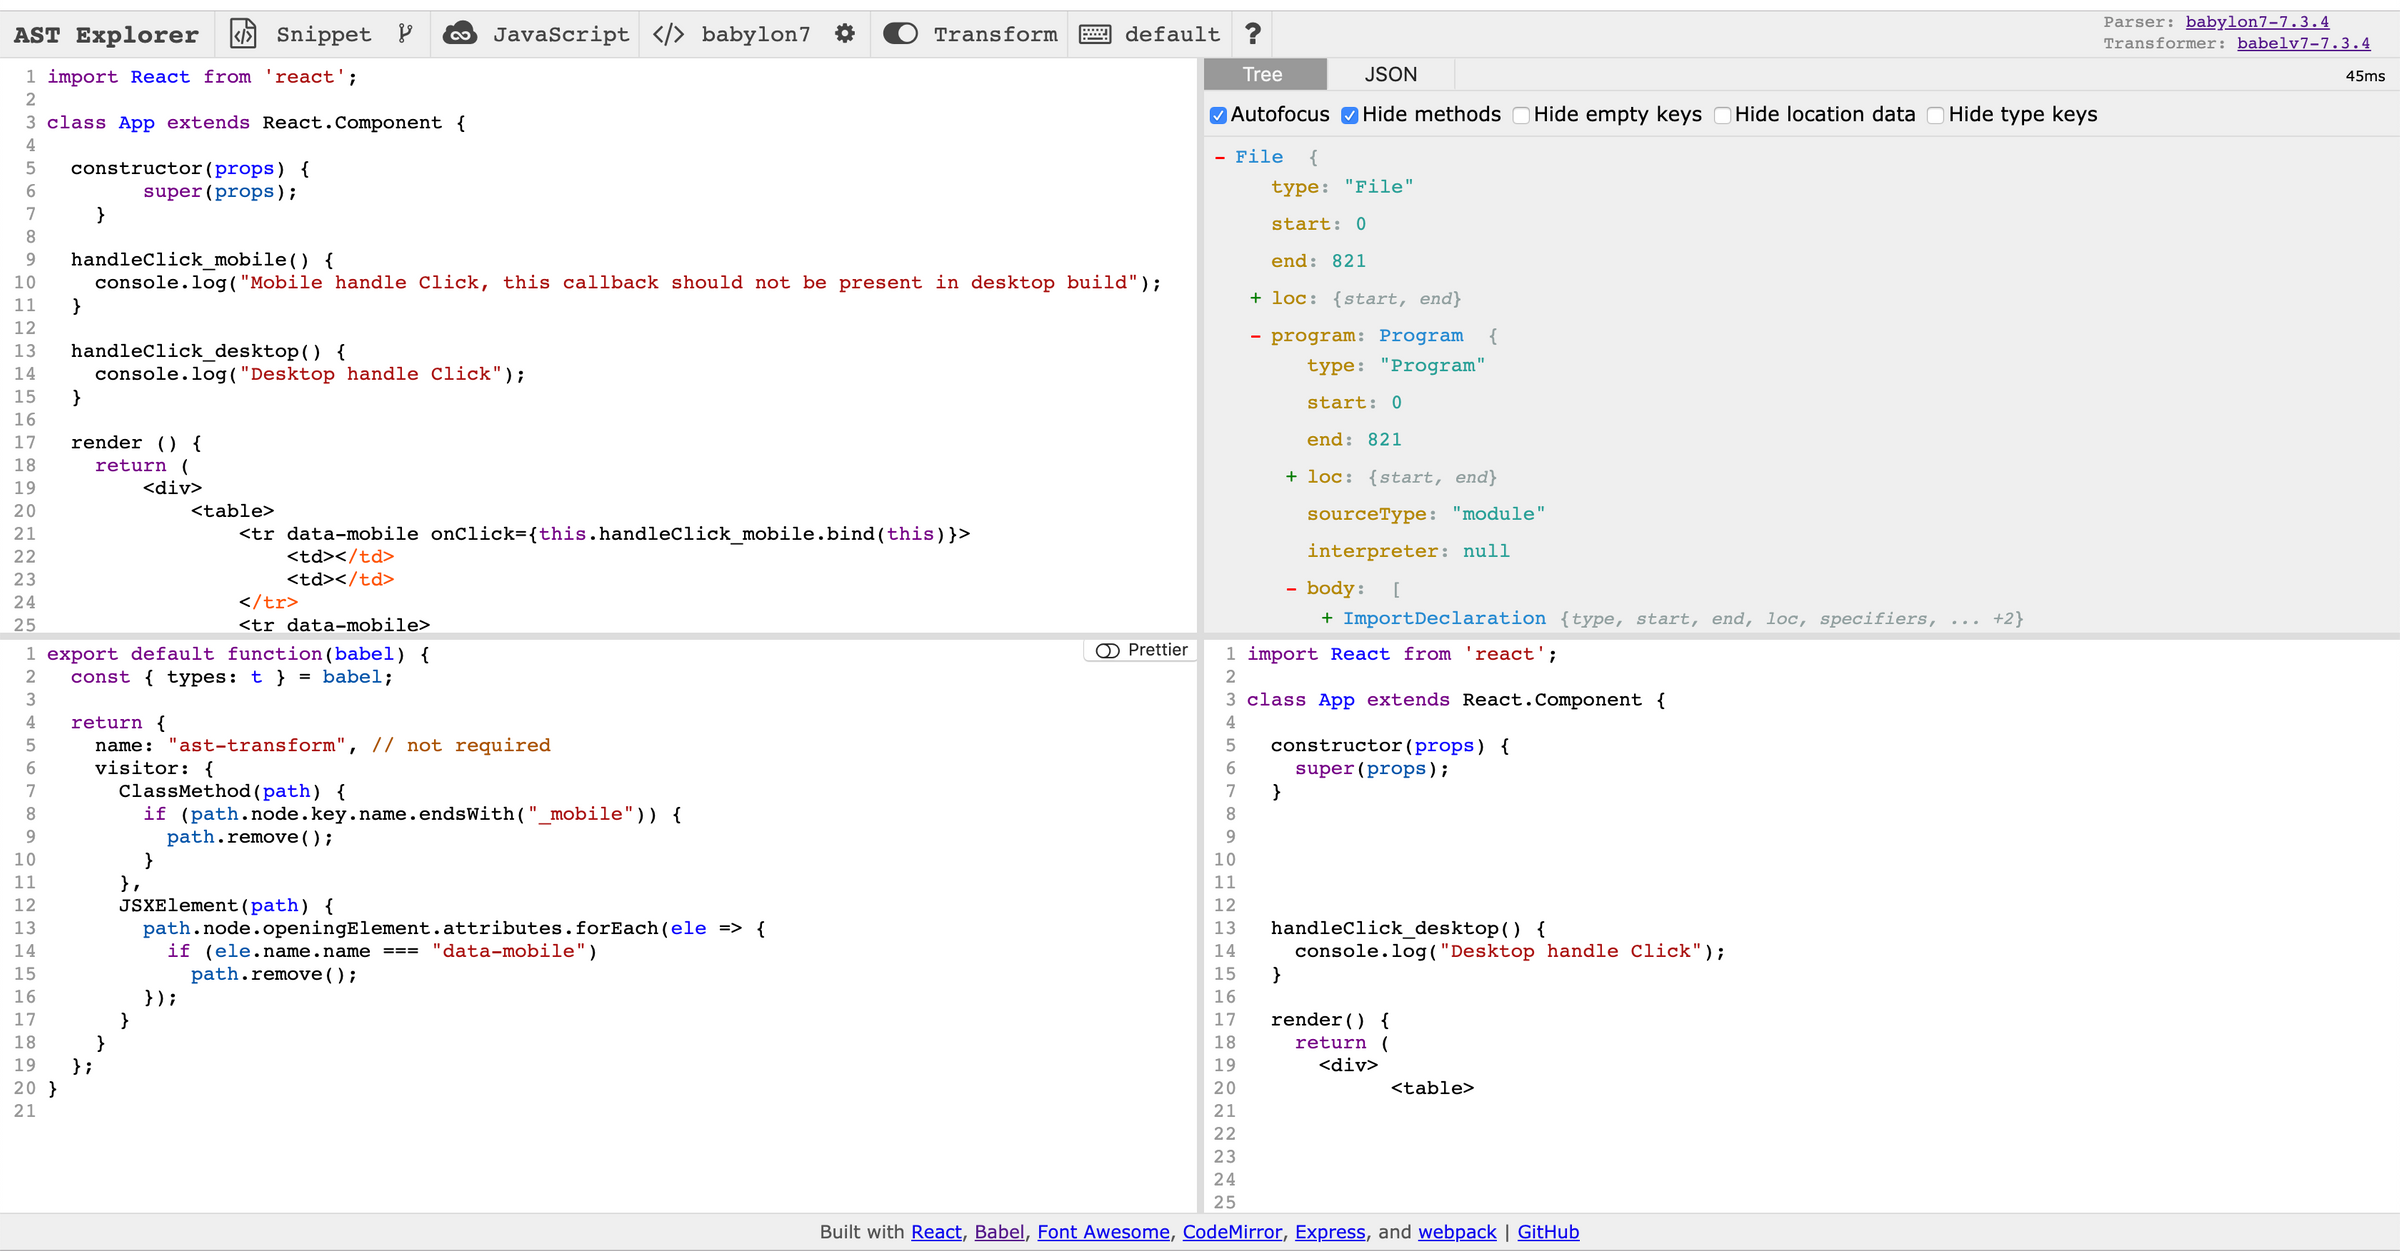 AST Explorer Snippet JavaScript </> babylon7 Transform default ?
Parser: babylon7-7.3.4
Transformer: babelv7-7.3.4
1 import React from 'react';
2
3 class App extends React.Component {
4
5   constructor(props) {
6         super(props);
7     }
8
9   handleClick_mobile() {
10     console.log("Mobile handle Click, this callback should not be present in desktop build");
11   }
12
13   handleClick_desktop() {
14     console.log("Desktop handle Click");
15   }
16
17   render () {
18     return (
19         <div>
20             <table>
21                 <tr data-mobile onClick={this.handleClick_mobile.bind(this)}>
22                     <td></td>
23                     <td></td>
24                 </tr>
25                 <tr data-mobile>
Tree JSON 45ms
Autofocus Hide methods Hide empty keys Hide location data Hide type keys
- File {
type: "File"
start: 0
end: 821
+ loc: {start, end}
- program: Program {
type: "Program"
start: 0
end: 821
+ loc: {start, end}
sourceType: "module"
interpreter: null
- body: [
+ ImportDeclaration {type, start, end, loc, specifiers, ... +2}
Prettier
1 export default function(babel) {
2   const { types: t } = babel;
3
4   return {
5     name: "ast-transform", // not required
6     visitor: {
7       ClassMethod(path) {
8         if (path.node.key.name.endsWith("_mobile")) {
9           path.remove();
10         }
11       },
12       JSXElement(path) {
13         path.node.openingElement.attributes.forEach(ele => {
14           if (ele.name.name === "data-mobile")
15             path.remove();
16         });
17       }
18     }
19   };
20 }
21
1 import React from 'react';
2
3 class App extends React.Component {
4
5   constructor(props) {
6     super(props);
7   }
8
9
10
11
12
13   handleClick_desktop() {
14     console.log("Desktop handle Click");
15   }
16
17   render() {
18     return (
19       <div>
20             <table>
21
22
23
24
25
Built with React, Babel, Font Awesome, CodeMirror, Express, and webpack | GitHub